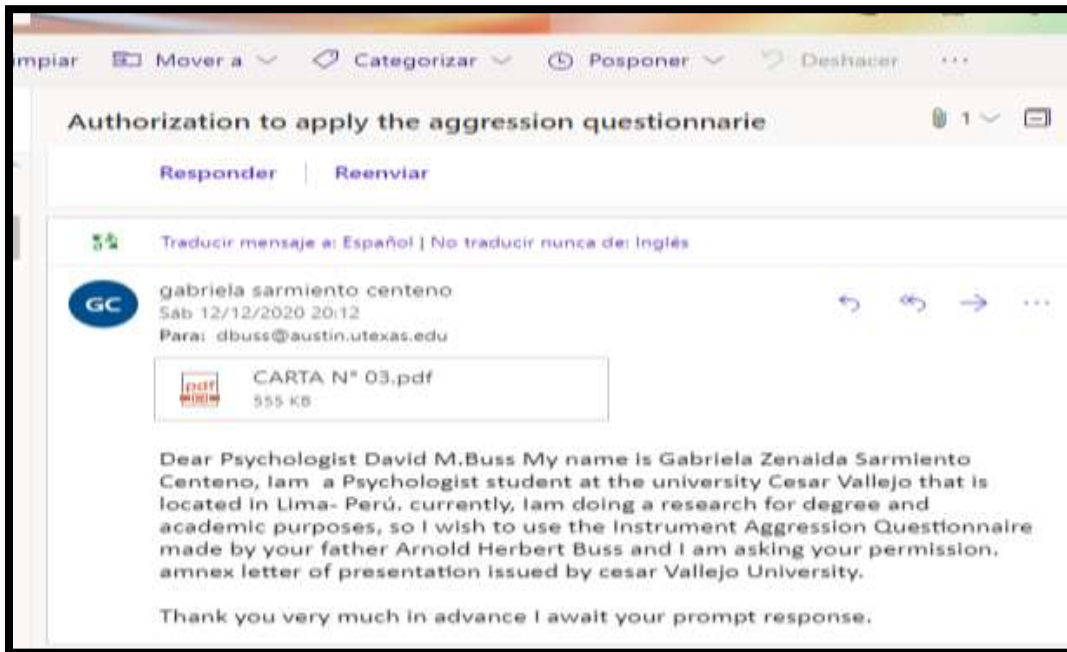 impiar Mover a Categorizar Posponer Deshacer ...
Authorization to apply the aggression questionnarie 1
Responder Reenviar
Traducir mensaje a: Español | No traducir nunca de: Inglés
GC gabriela sarmiento centeno
Sáb 12/12/2020 20:12
Para: dbuss@austin.utexas.edu
pdf CARTA N° 03.pdf
555 KB
Dear Psychologist David M.Buss My name is Gabriela Zenaida Sarmiento
Centeno, Iam a Psychologist student at the university Cesar Vallejo that is
located in Lima- Perú. currently, Iam doing a research for degree and
academic purposes, so I wish to use the Instrument Aggression Questionnaire
made by your father Arnold Herbert Buss and I am asking your permission.
amnex letter of presentation issued by cesar Vallejo University.
Thank you very much in advance I await your prompt response.